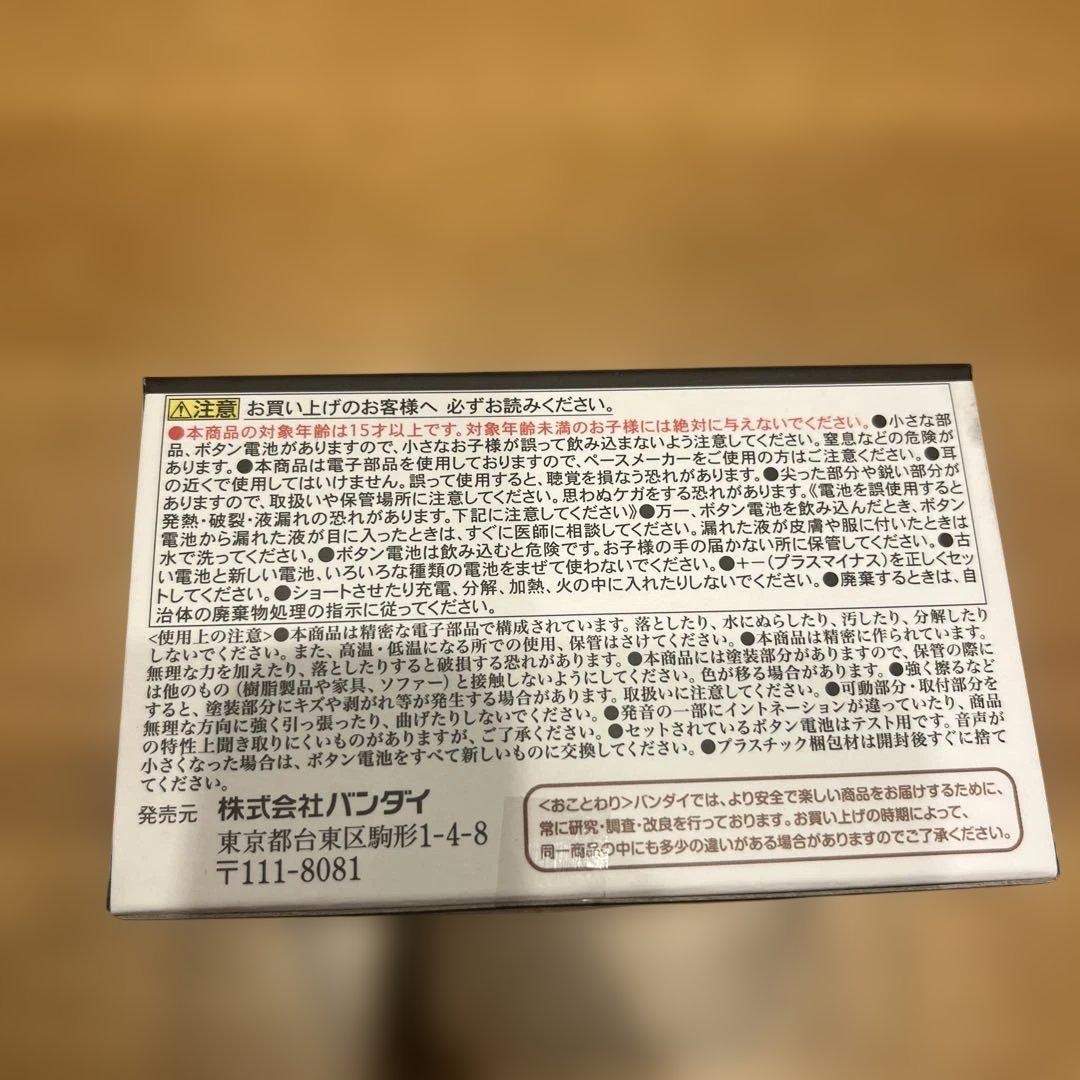 ⚠注意 お買い上げのお客様へ 必ずお読みください。
●本商品の対象年齢は15才以上です。対象年齢未満のお子様には絶対に与えないでください。●小さな部
品、ボタン電池がありますので、小さなお子様が誤って飲み込まないよう注意してください。窒息などの危険が
あります。●本商品は電子部品を使用しておりますので、ペースメーカーをご使用の方はご注意ください。●耳
の近くで使用してはいけません。誤って使用すると、聴覚を損なう恐れがあります。●尖った部分や鋭い部分が
ありますので、取扱いや保管場所に注意してください。思わぬケガをする恐れがあります。《電池を誤使用すると
発熱・破裂・液漏れの恐れがあります。下記に注意してください》●万一、ボタン電池を飲み込んだとき、ボタン
電池から漏れた液が目に入ったときは、すぐに医師に相談してください。漏れた液が皮膚や服に付いたときは
水で洗ってください。●ボタン電池は飲み込むと危険です。お子様の手の届かない所に保管してください。●古
い電池と新しい電池、いろいろな種類の電池をまぜて使わないでください。●+−(プラスマイナス)を正しくセッ
トしてください。●ショートさせたり充電、分解、加熱、火の中に入れたりしないでください。●廃棄するときは、自
治体の廃棄物処理の指示に従ってください。
<使用上の注意>●本商品は精密な電子部品で構成されています。落としたり、水にぬらしたり、汚したり、分解したり
しないでください。また、高温・低温になる所での使用、保管はさけてください。●本商品は精密に作られています。
無理な力を加えたり、落としたりすると破損する恐れがあります。●本商品には塗装部分がありますので、保管の際に
は他のもの(樹脂製品や家具、ソファー)と接触しないようにしてください。色が移る場合があります。●強く擦るなど
すると、塗装部分にキズや剥がれ等が発生する場合があります。取扱いに注意してください。●可動部分・取付部分を
無理な方向に強く引っ張ったり、曲げたりしないでください。●発音の一部にイントネーションが違っていたり、商品
の特性上聞き取りにくいものがありますが、ご了承ください。●セットされているボタン電池はテスト用です。音声が
小さくなった場合は、ボタン電池をすべて新しいものに交換してください。●プラスチック梱包材は開封後すぐに捨て
てください。
発売元 株式会社バンダイ
東京都台東区駒形1-4-8
〒111-8081
<おことわり>バンダイでは、より安全で楽しい商品をお届けするために、
常に研究・調査・改良を行っております。お買い上げの時期によって、
同一商品の中にも多少の違いがある場合がありますのでご了承ください。